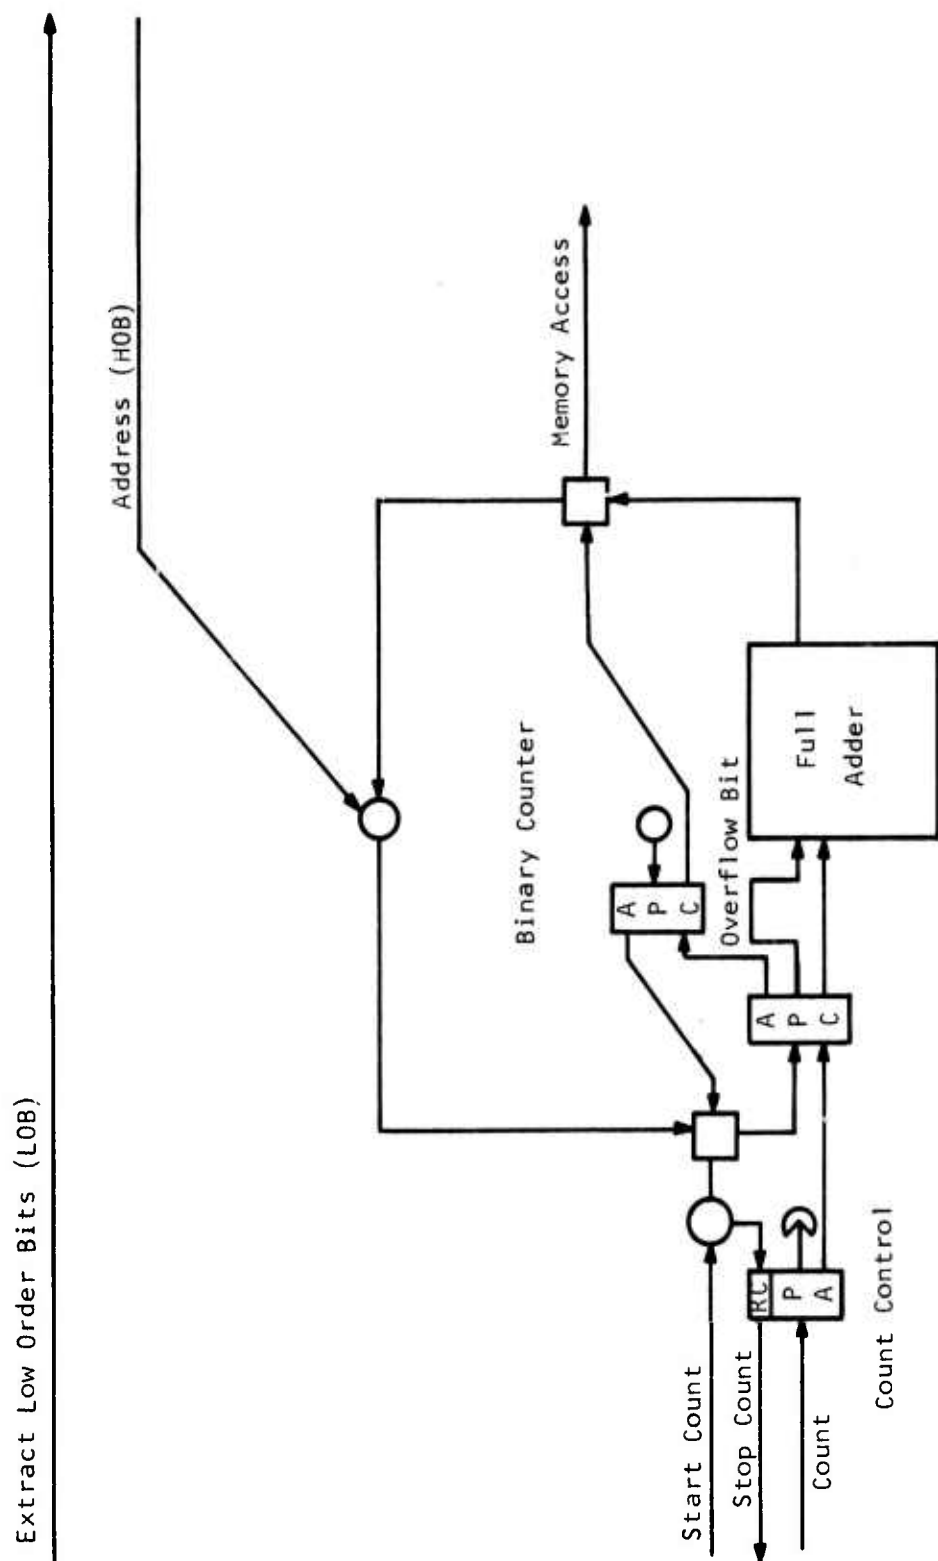 Extract Low Order Bits (LOB)
Address (HOB)
Memory Access
Binary Counter
A
P
C
Overflow Bit
Full
Adder
A
P
C
Start Count
Stop Count
Count
RC
P
A
Count Control